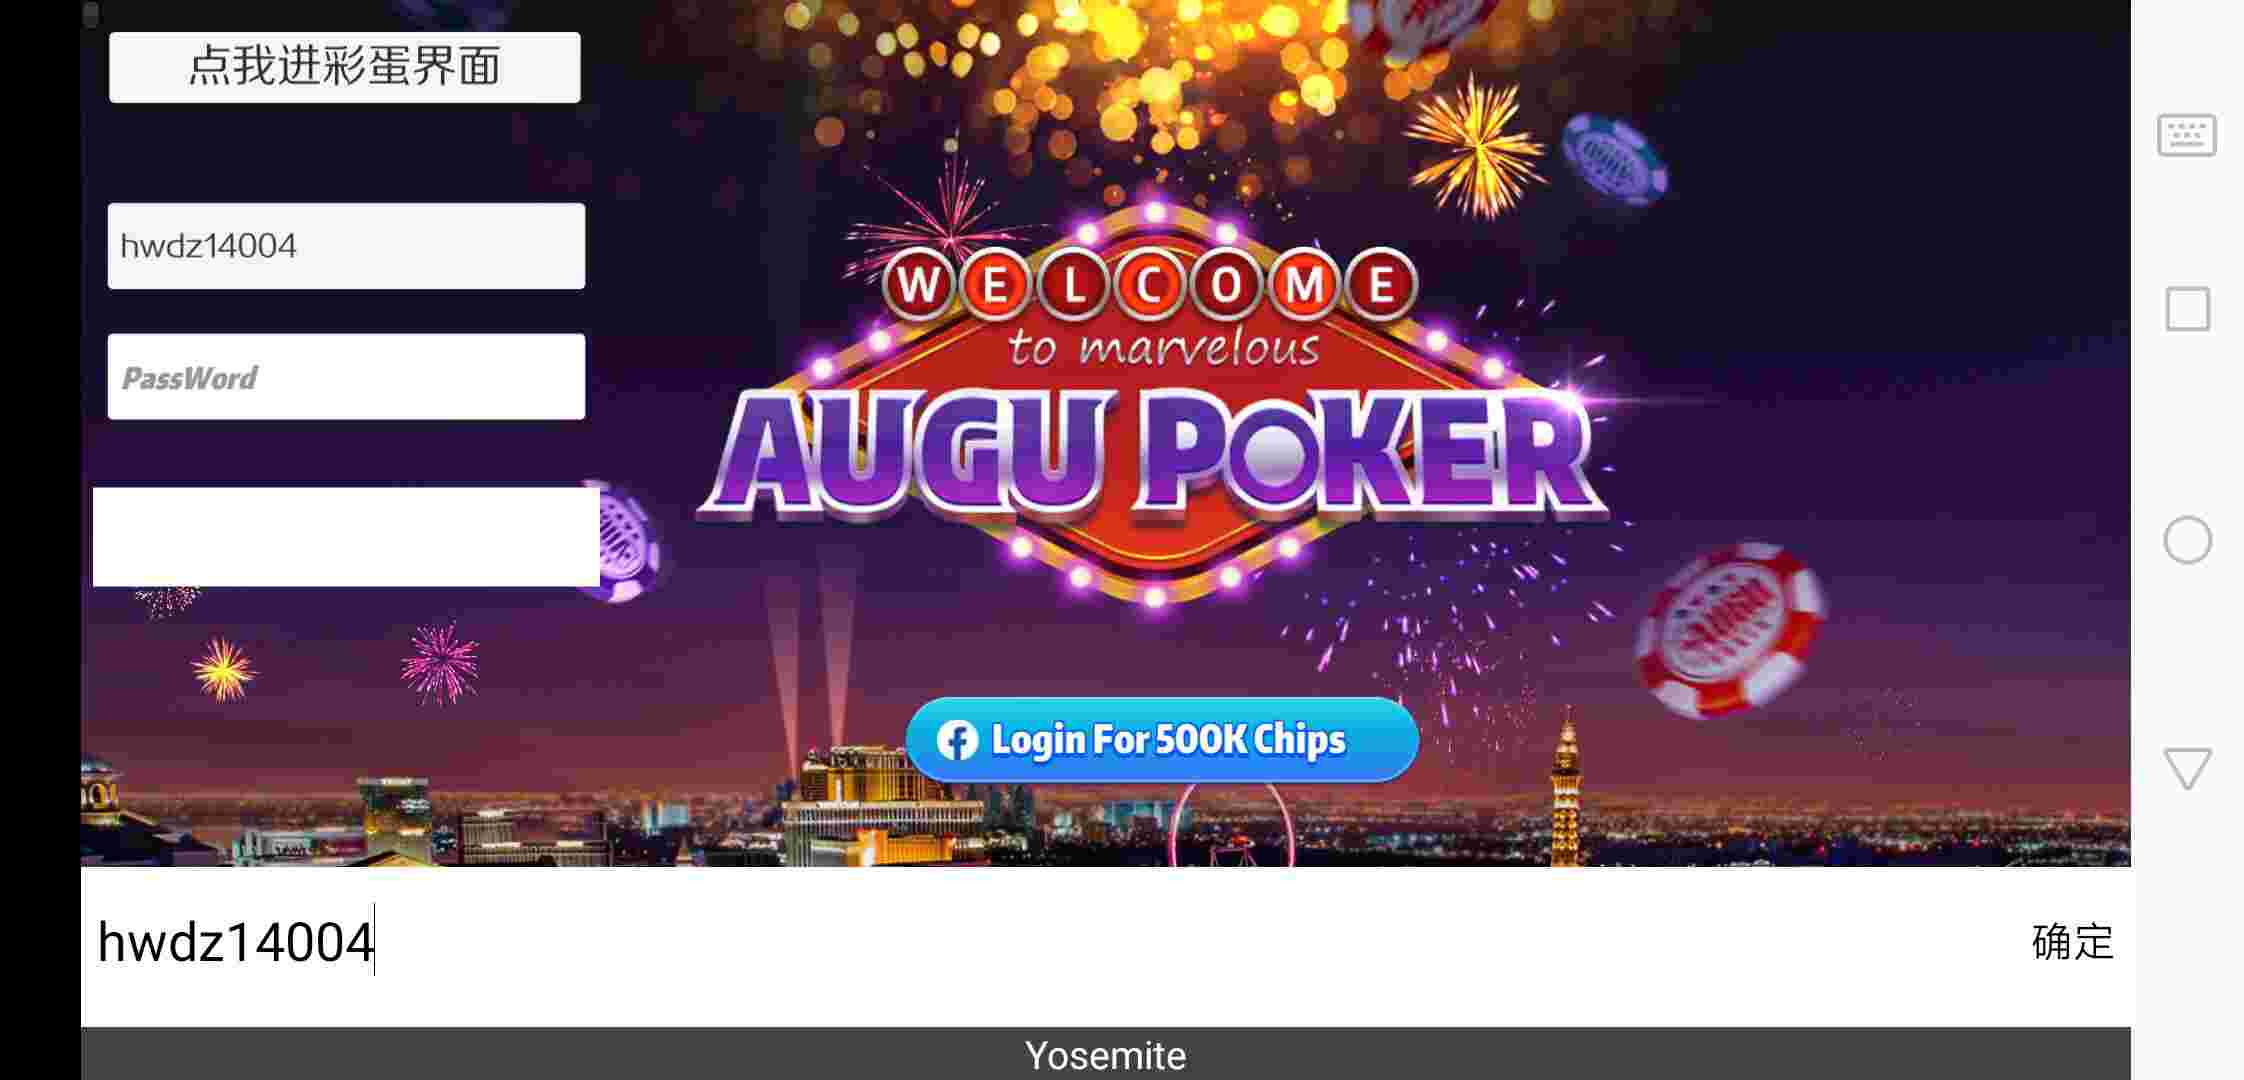 点我进彩蛋界面
hwdz14004
PassWord
WELCOME
to marvelous
AUGU POKER
Login For 500K Chips
hwdz14004
确定
Yosemite